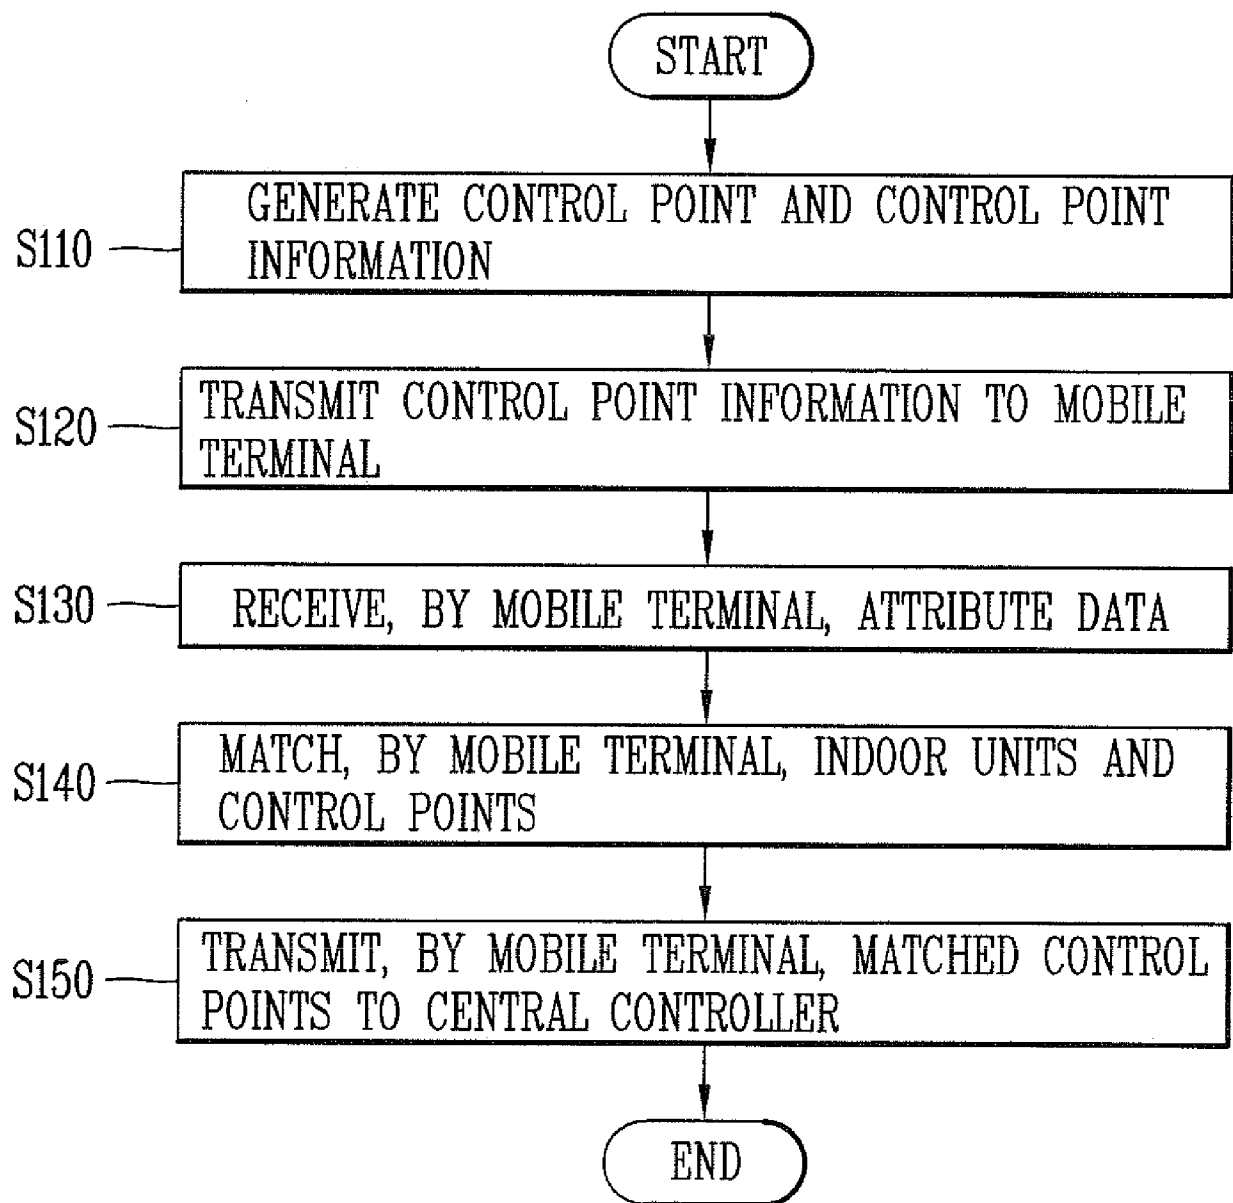 START
S110
GENERATE CONTROL POINT AND CONTROL POINT
INFORMATION
S120
TRANSMIT CONTROL POINT INFORMATION TO MOBILE
TERMINAL
S130
RECEIVE, BY MOBILE TERMINAL, ATTRIBUTE DATA
S140
MATCH, BY MOBILE TERMINAL, INDOOR UNITS AND
CONTROL POINTS
S150
TRANSMIT, BY MOBILE TERMINAL, MATCHED CONTROL
POINTS TO CENTRAL CONTROLLER
END